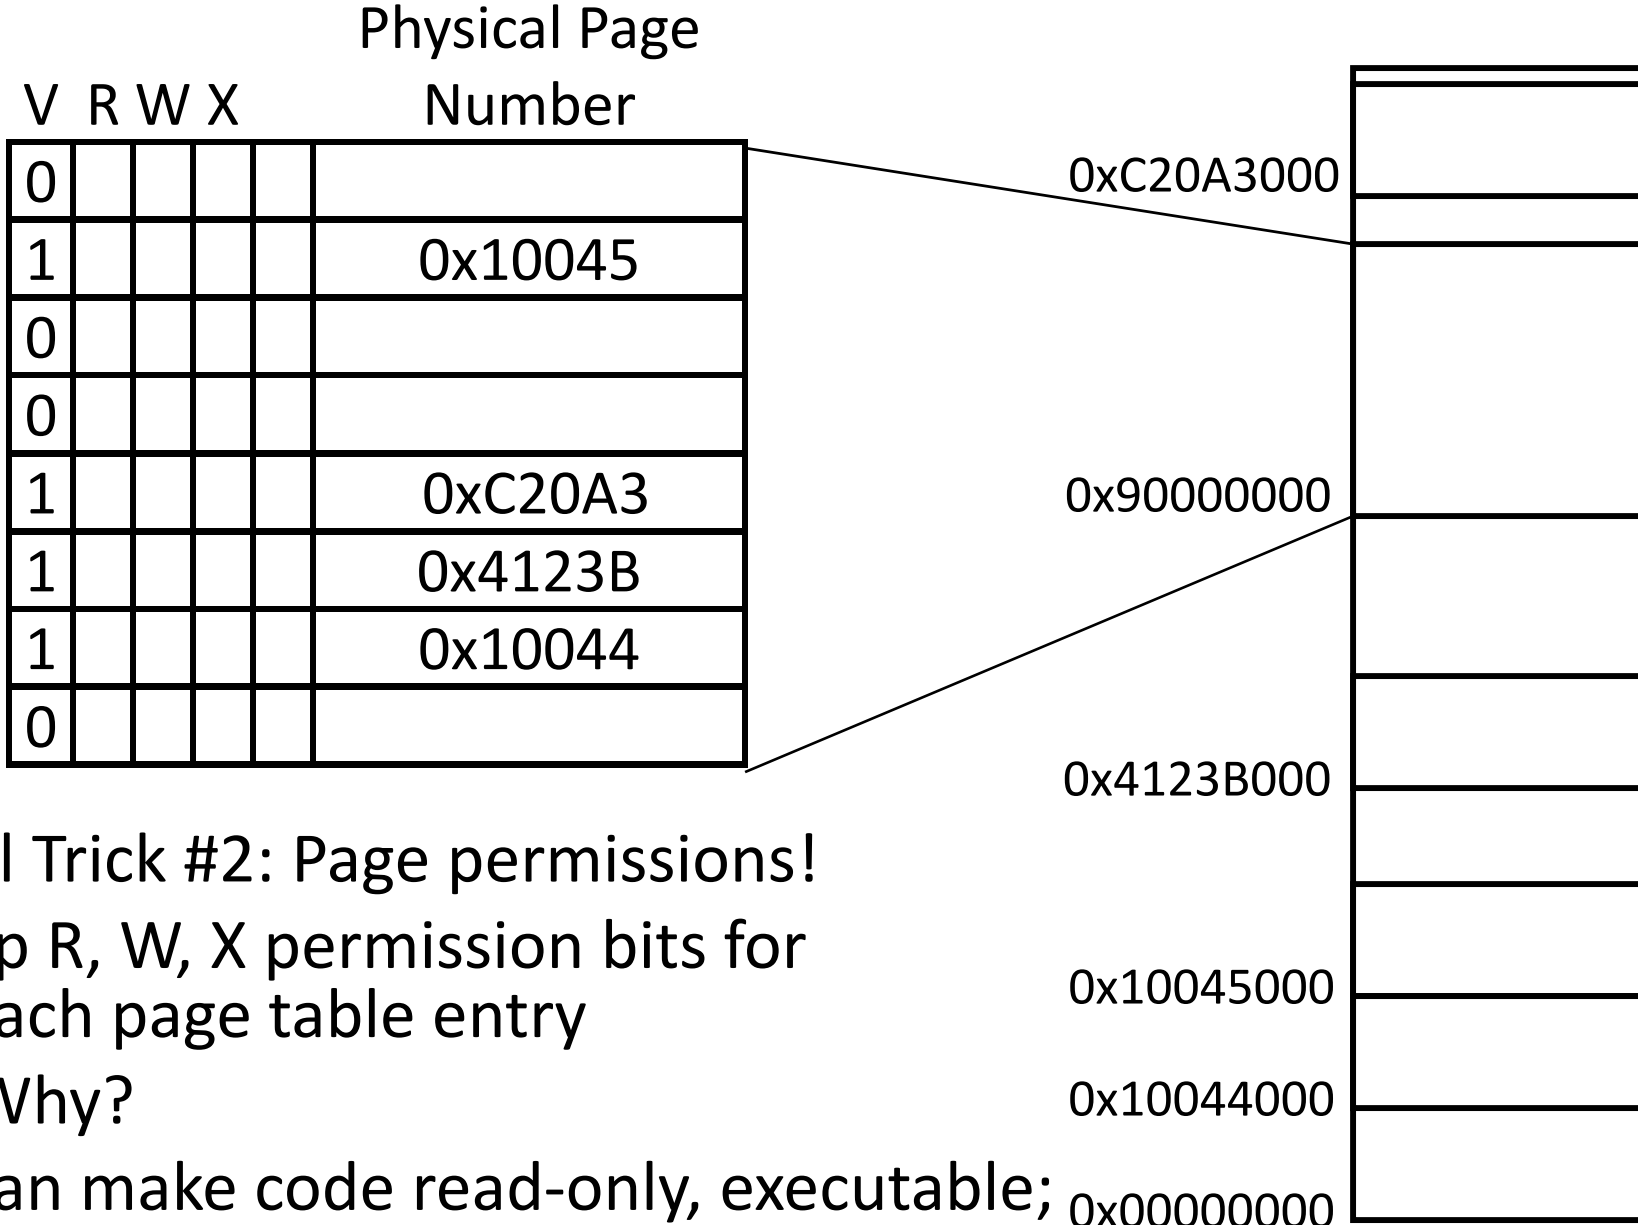 Physical Page
Number
V R W X
0
1 0x10045
0
0
1 0xC20A3
1 0x4123B
1 0x10044
0
0xC20A3000
0x90000000
0x4123B000
0x10045000
0x10044000
0x00000000
l Trick #2: Page permissions!
p R, W, X permission bits for
ach page table entry
Why?
an make code read-only, executable;